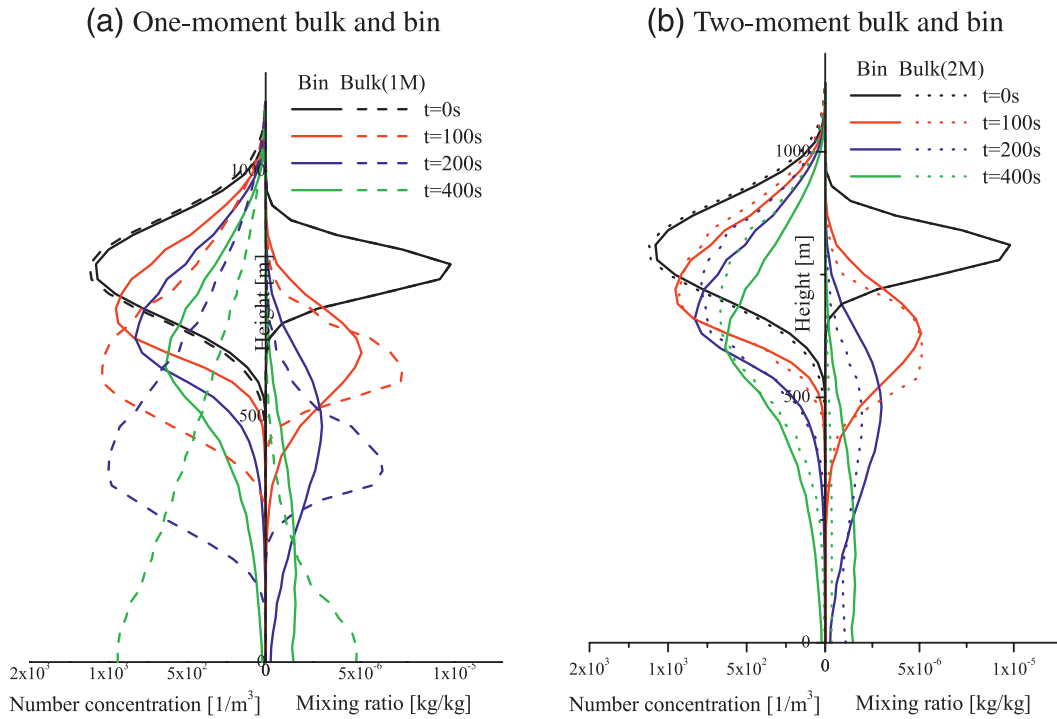 (a) One-moment bulk and bin
Bin Bulk(1M)
t=0s
t=100s
t=200s
t=400s
1000
Height [m]
500
0
2x10³ 1x10³ 5x10² 0 5x10⁻⁶ 1x10⁻⁵
Number concentration [1/m³] Mixing ratio [kg/kg]
(b) Two-moment bulk and bin
Bin Bulk(2M)
t=0s
t=100s
t=200s
t=400s
1000
Height [m]
500
0
2x10³ 1x10³ 5x10² 0 5x10⁻⁶ 1x10⁻⁵
Number concentration [1/m³] Mixing ratio [kg/kg]